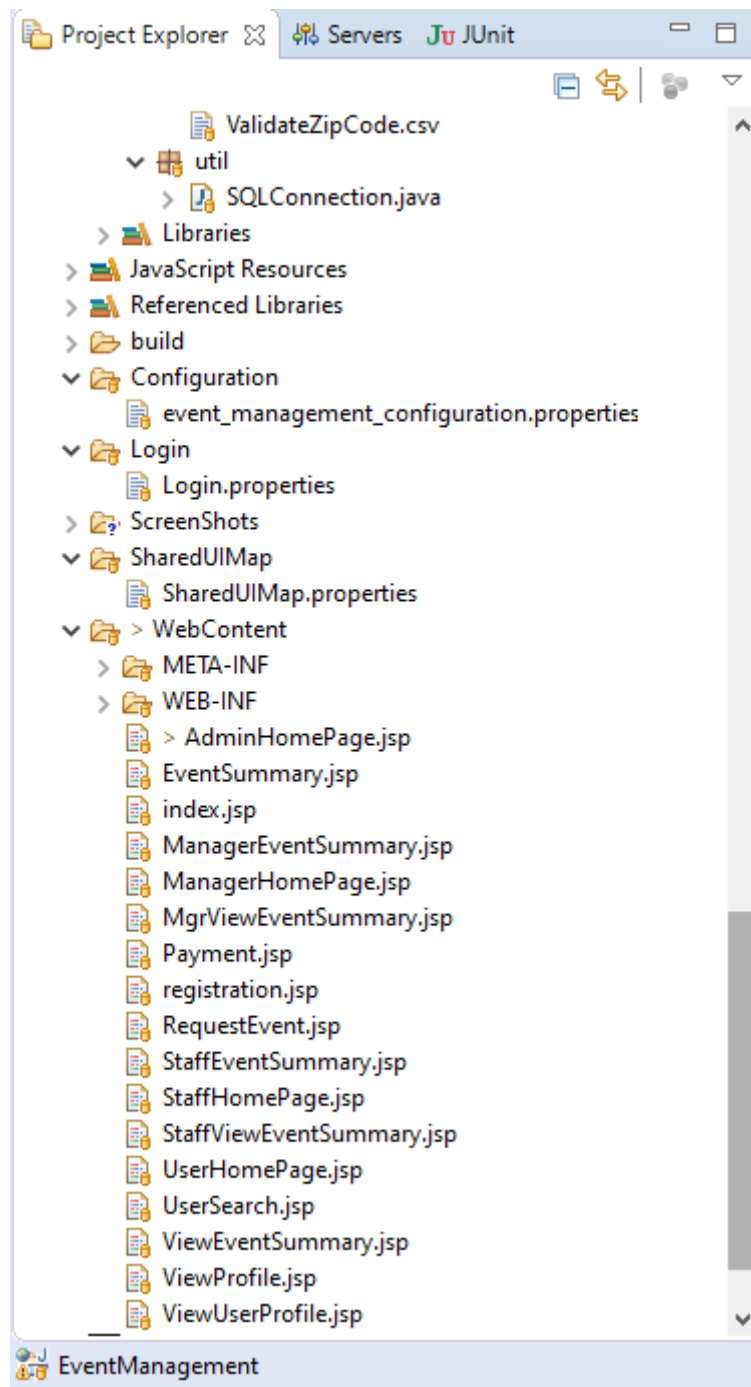 Project Explorer Servers JUnit
ValidateZipCode.csv
util
SQLConnection.java
Libraries
JavaScript Resources
Referenced Libraries
build
Configuration
event_management_configuration.properties
Login
Login.properties
ScreenShots
SharedUIMap
SharedUIMap.properties
> WebContent
META-INF
WEB-INF
> AdminHomePage.jsp
EventSummary.jsp
index.jsp
ManagerEventSummary.jsp
ManagerHomePage.jsp
MgrViewEventSummary.jsp
Payment.jsp
registration.jsp
RequestEvent.jsp
StaffEventSummary.jsp
StaffHomePage.jsp
StaffViewEventSummary.jsp
UserHomePage.jsp
UserSearch.jsp
ViewEventSummary.jsp
ViewProfile.jsp
ViewUserProfile.jsp
EventManagement